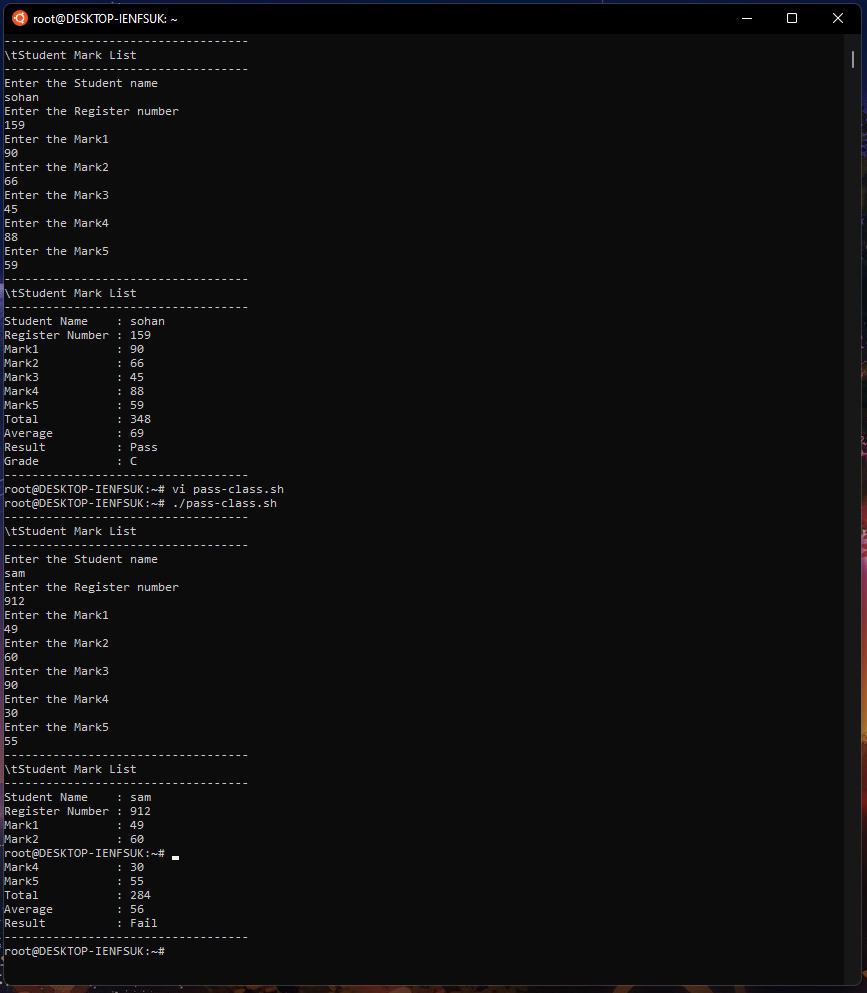 root@DESKTOP-IENFSUK: ~
-----------------------------------
\tStudent Mark List
-----------------------------------
Enter the Student name
sohan
Enter the Register number
159
Enter the Mark1
90
Enter the Mark2
66
Enter the Mark3
45
Enter the Mark4
88
Enter the Mark5
59
-----------------------------------
\tStudent Mark List
-----------------------------------
Student Name    : sohan
Register Number : 159
Mark1           : 90
Mark2           : 66
Mark3           : 45
Mark4           : 88
Mark5           : 59
Total           : 348
Average         : 69
Result          : Pass
Grade           : C
-----------------------------------
root@DESKTOP-IENFSUK:~# vi pass-class.sh
root@DESKTOP-IENFSUK:~# ./pass-class.sh
-----------------------------------
\tStudent Mark List
-----------------------------------
Enter the Student name
sam
Enter the Register number
912
Enter the Mark1
49
Enter the Mark2
60
Enter the Mark3
90
Enter the Mark4
30
Enter the Mark5
55
-----------------------------------
\tStudent Mark List
-----------------------------------
Student Name    : sam
Register Number : 912
Mark1           : 49
Mark2           : 60
root@DESKTOP-IENFSUK:~#
Mark4           : 30
Mark5           : 55
Total           : 284
Average         : 56
Result          : Fail
-----------------------------------
root@DESKTOP-IENFSUK:~#